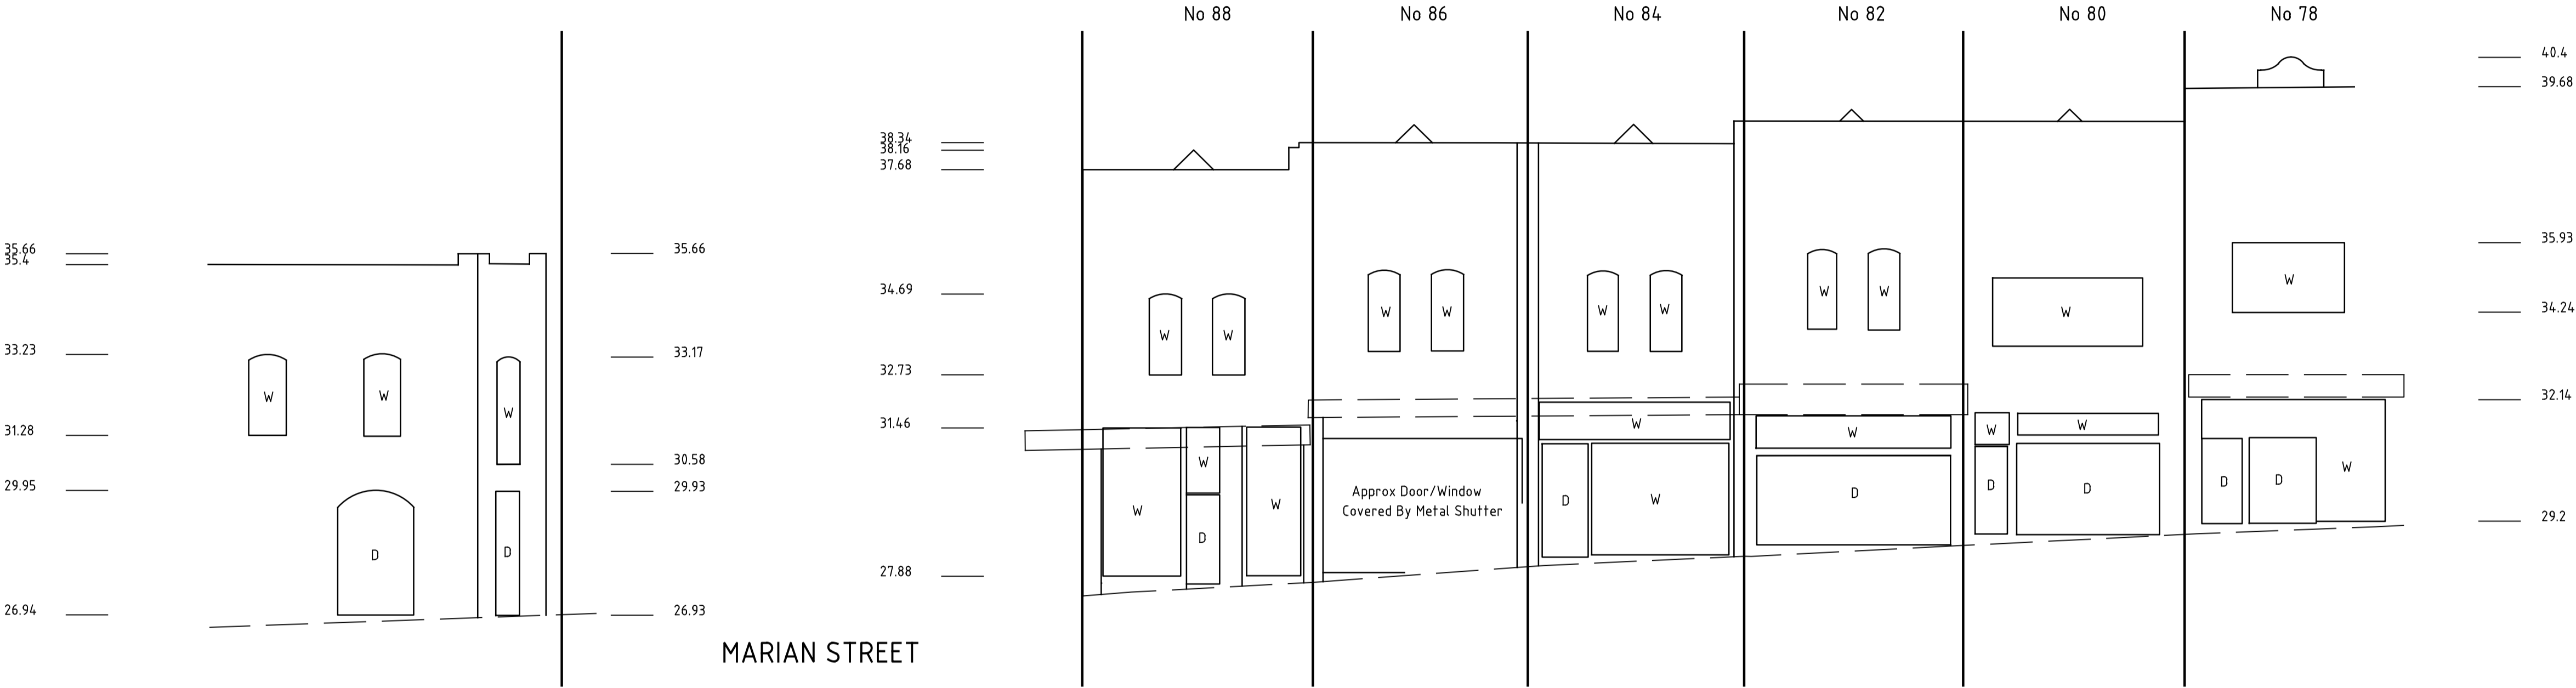 No 88 No 86 No 84 No 82 No 80 No 78
40.4
39.68
38.34
38.16
37.68
35.66 35.66 35.93
35.4
34.69
34.24
W W W W W W W W W W
33.23 33.17
32.73
W W W
32.14
31.46
31.28
W W W W
W
30.58
29.95 29.93
W W D W D D D D D W
Approx Door/Window
Covered By Metal Shutter
29.2
D D D
27.88
26.94 26.93
MARIAN STREET